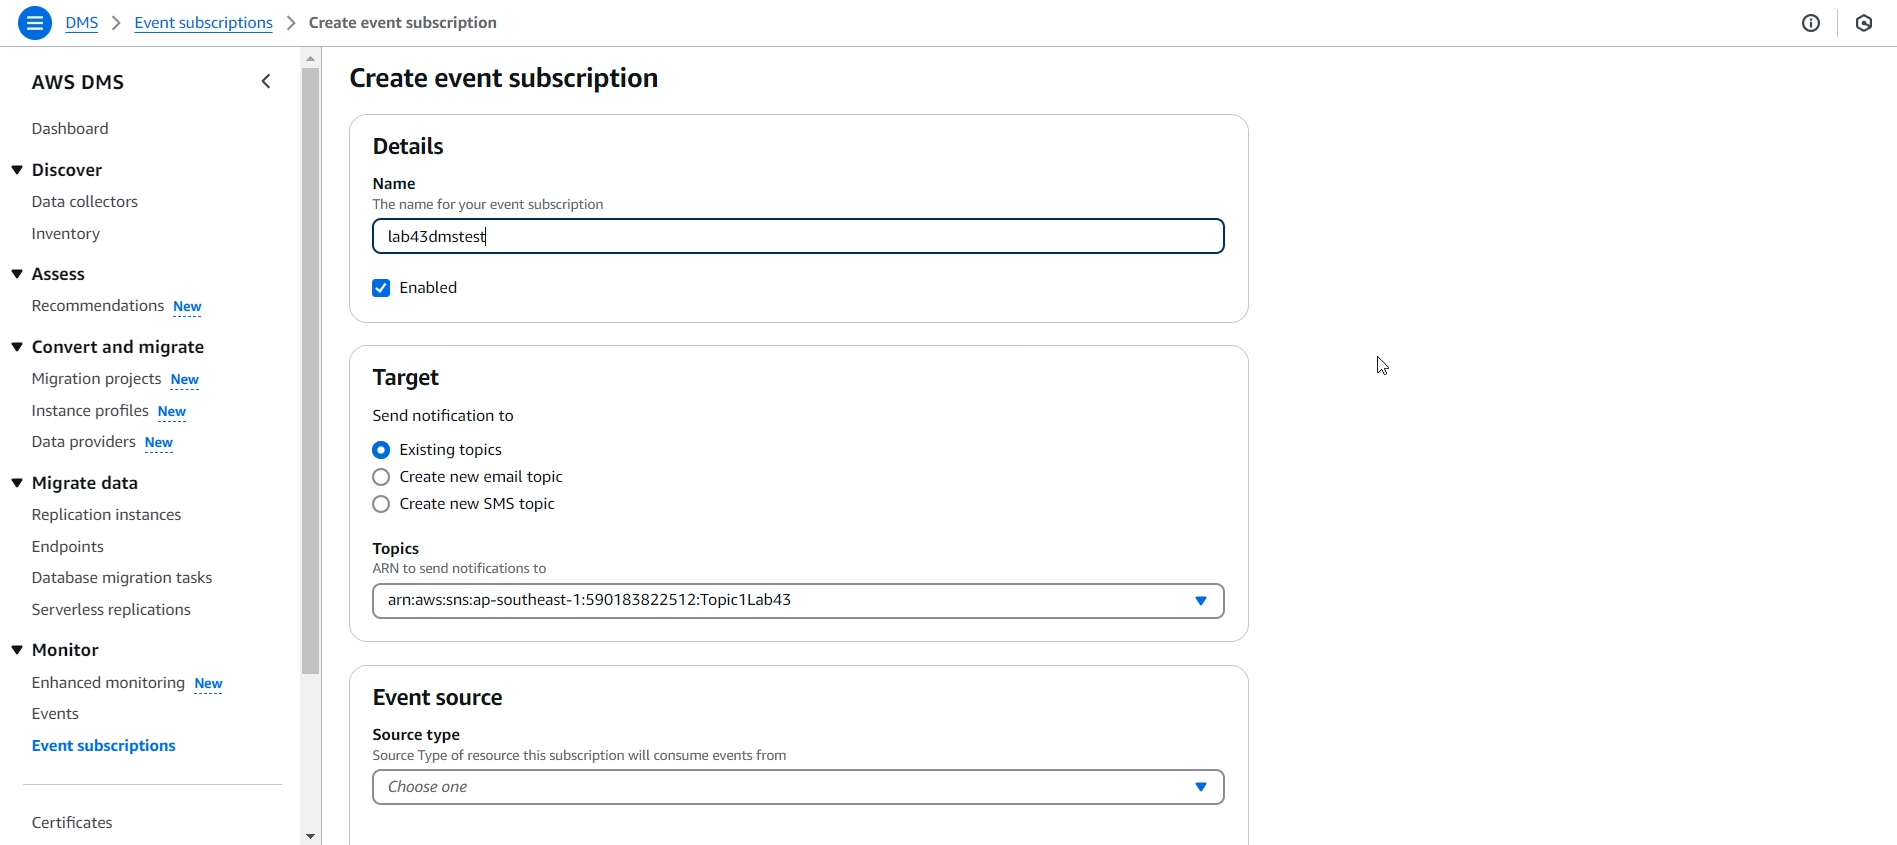 DMS > Event subscriptions > Create event subscription
AWS DMS
Dashboard
Discover
Data collectors
Inventory
Assess
Recommendations New
Convert and migrate
Migration projects New
Instance profiles New
Data providers New
Migrate data
Replication instances
Endpoints
Database migration tasks
Serverless replications
Monitor
Enhanced monitoring New
Events
Event subscriptions
Certificates
Create event subscription
Details
Name
The name for your event subscription
lab43dmstest
Enabled
Target
Send notification to
Existing topics
Create new email topic
Create new SMS topic
Topics
ARN to send notifications to
arn:aws:sns:ap-southeast-1:590183822512:Topic1Lab43
Event source
Source type
Source Type of resource this subscription will consume events from
Choose one